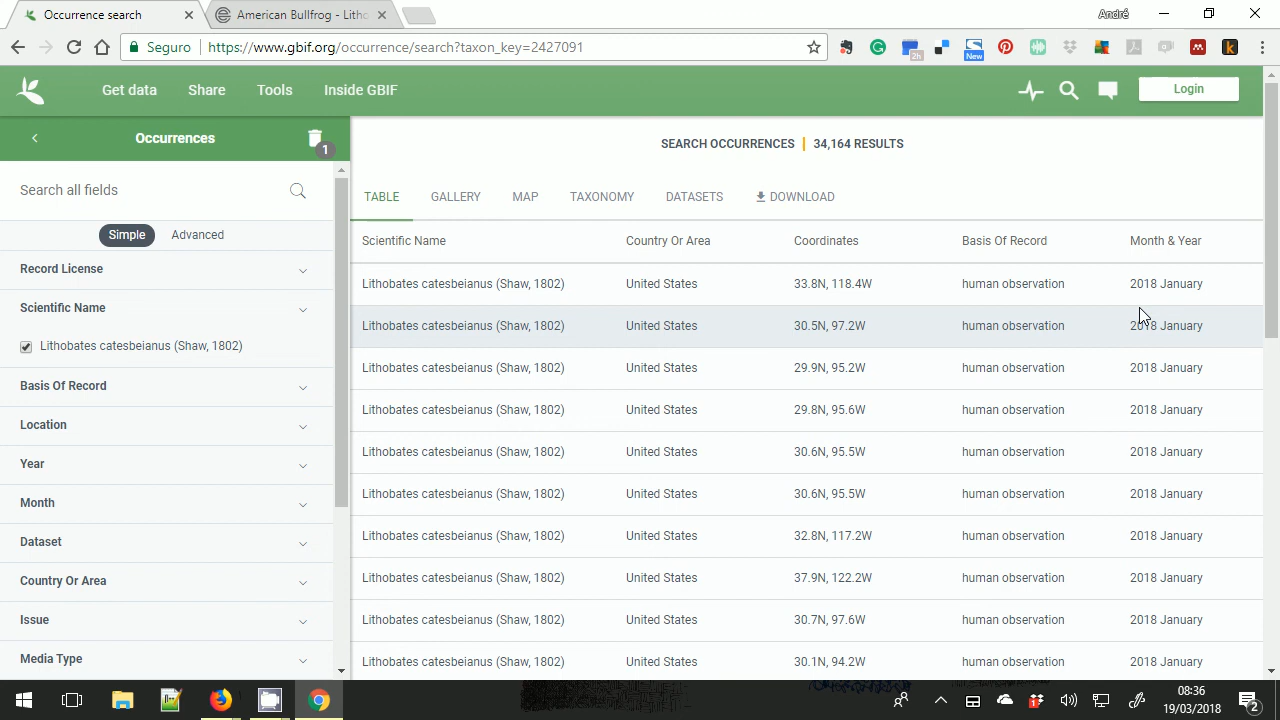 Occurrence search
American Bullfrog - Litho
André
Seguro
https://www.gbif.org/occurrence/search?taxon_key=2427091
2h
New
Get data
Share
Tools
Inside GBIF
Login
Occurrences
1
SEARCH OCCURRENCES | 34,164 RESULTS
Search all fields
TABLE
GALLERY
MAP
TAXONOMY
DATASETS
DOWNLOAD
Simple
Advanced
Record License
Scientific Name
Lithobates catesbeianus (Shaw, 1802)
Basis Of Record
Location
Year
Month
Dataset
Country Or Area
Issue
Media Type
Scientific Name Country Or Area Coordinates Basis Of Record Month & Year
Lithobates catesbeianus (Shaw, 1802) United States 33.8N, 118.4W human observation 2018 January
Lithobates catesbeianus (Shaw, 1802) United States 30.5N, 97.2W human observation 2018 January
Lithobates catesbeianus (Shaw, 1802) United States 29.9N, 95.2W human observation 2018 January
Lithobates catesbeianus (Shaw, 1802) United States 29.8N, 95.6W human observation 2018 January
Lithobates catesbeianus (Shaw, 1802) United States 30.6N, 95.5W human observation 2018 January
Lithobates catesbeianus (Shaw, 1802) United States 30.6N, 95.5W human observation 2018 January
Lithobates catesbeianus (Shaw, 1802) United States 32.8N, 117.2W human observation 2018 January
Lithobates catesbeianus (Shaw, 1802) United States 37.9N, 122.2W human observation 2018 January
Lithobates catesbeianus (Shaw, 1802) United States 30.7N, 97.6W human observation 2018 January
Lithobates catesbeianus (Shaw, 1802) United States 30.1N, 94.2W human observation 2018 January
08:36
19/03/2018
2